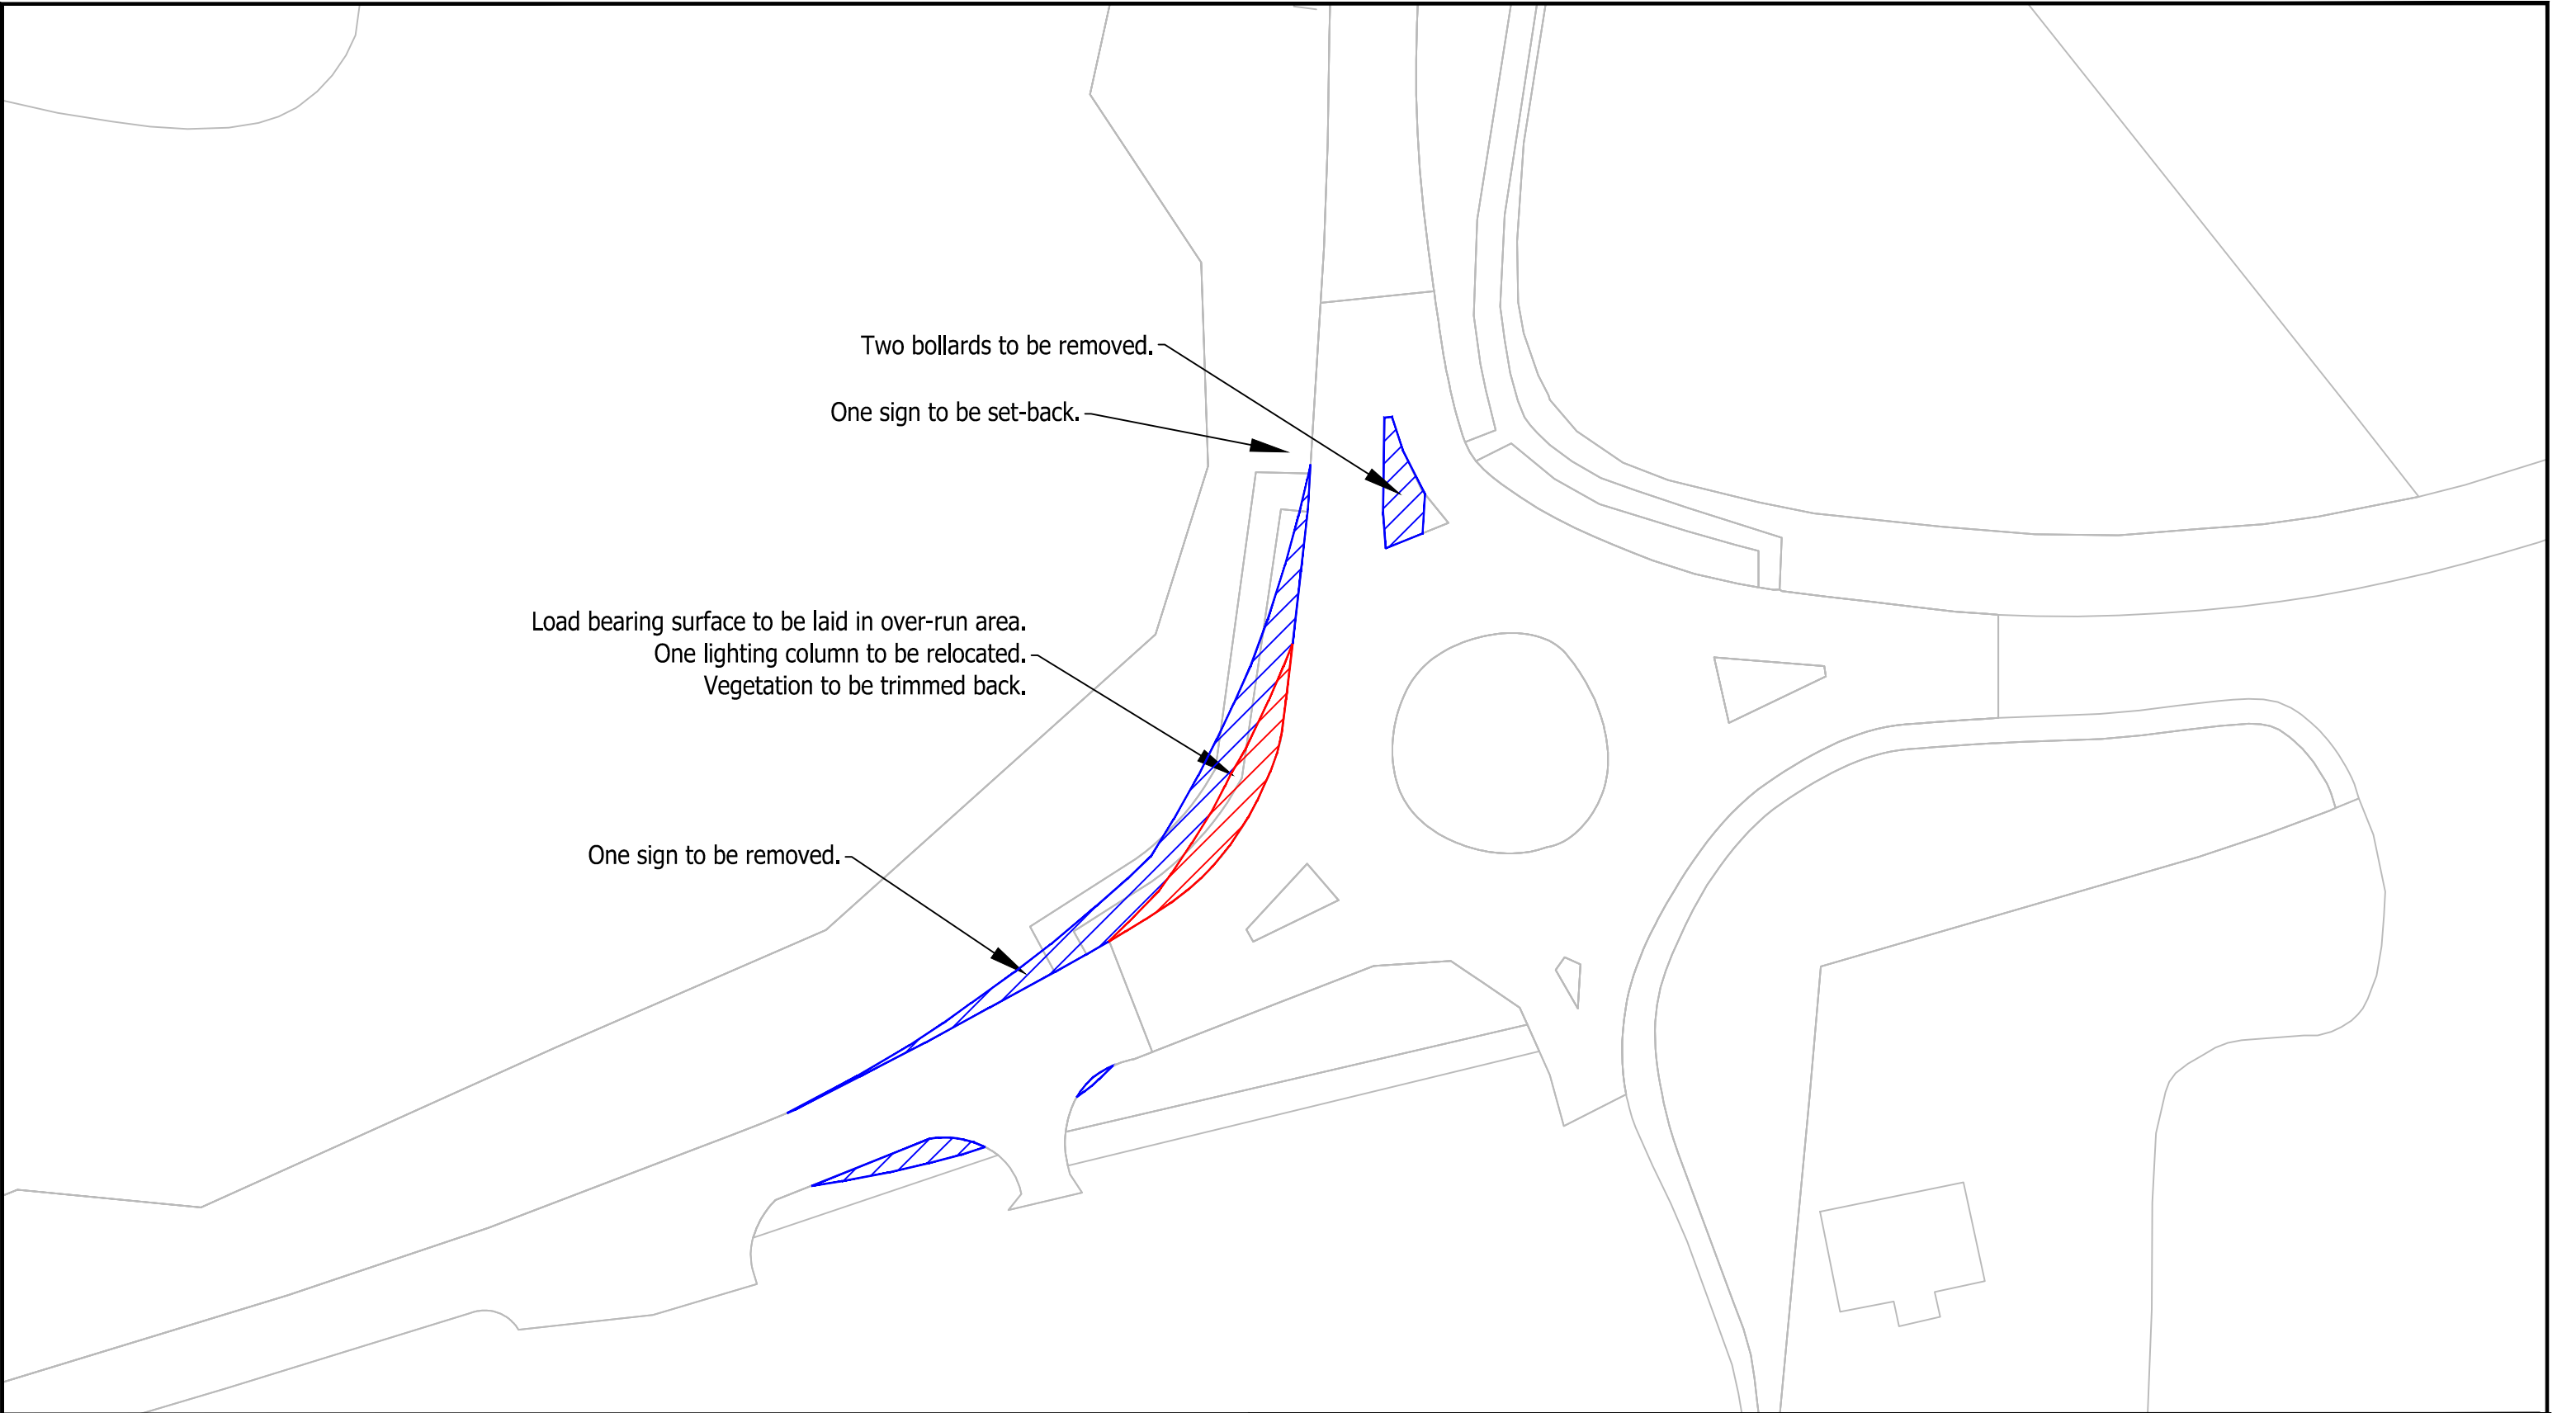 Two bollards to be removed.
One sign to be set-back.
Load bearing surface to be laid in over-run area.
One lighting column to be relocated.
Vegetation to be trimmed back.
One sign to be removed.